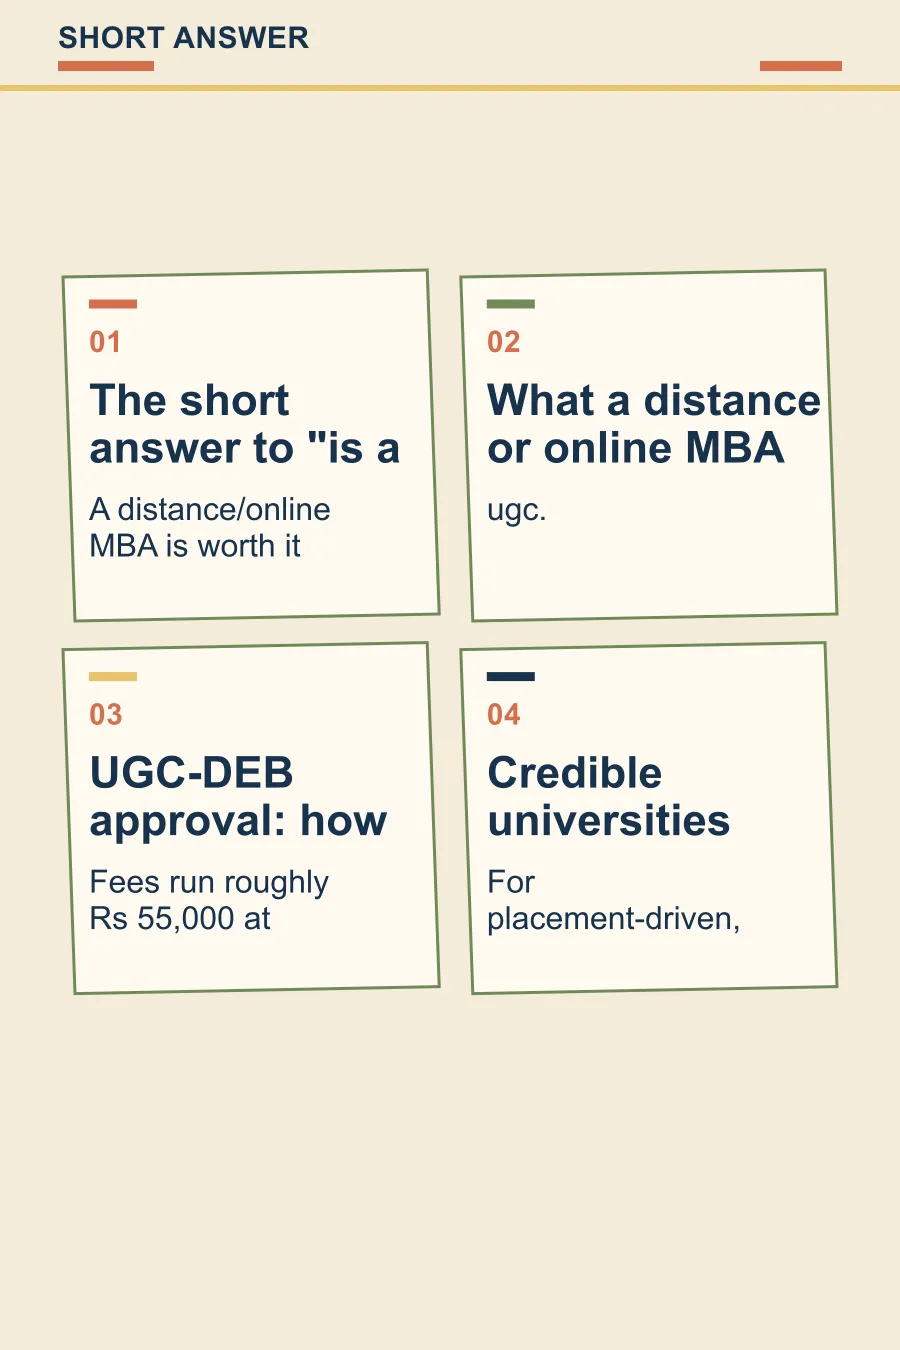 SHORT ANSWER
01
The short
answer to "is a
A distance/online
MBA is worth it
02
What a distance
or online MBA
ugc.
03
UGC-DEB
approval: how
Fees run roughly
Rs 55,000 at
04
Credible
universities
For
placement-driven,